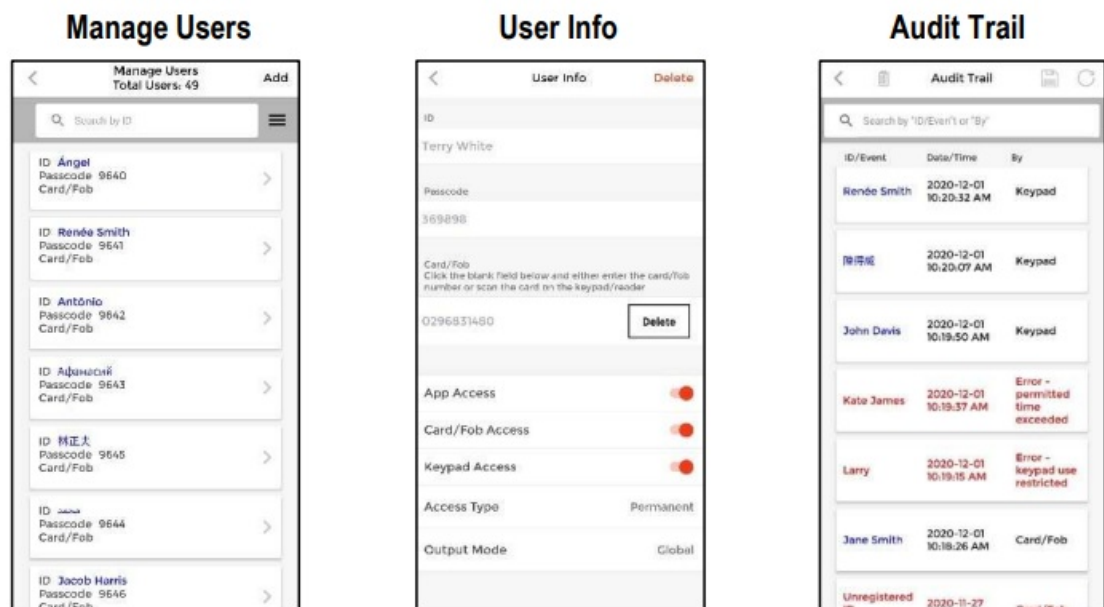 Manage Users
Manage Users
Total Users: 49
Add
Search by ID
ID Ángel
Passcode 9640
Card/Fob
ID Renée Smith
Passcode 9641
Card/Fob
ID António
Passcode 9642
Card/Fob
ID Афанасий
Passcode 9643
Card/Fob
ID 林正大
Passcode 9645
Card/Fob
ID محمد
Passcode 9644
Card/Fob
ID Jacob Harris
Passcode 9646
Card/Fob
User Info
User Info
Delete
ID
Terry White
Passcode
369898
Card/Fob
Click the blank field below and either enter the card/fob
number or scan the card on the keypad/reader
0296831480
Delete
App Access
Card/Fob Access
Keypad Access
Access Type
Permanent
Output Mode
Global
Audit Trail
Audit Trail
Search by "ID/Even't or "By"
ID/Event Date/Time By
Renée Smith 2020-12-01 10:20:32 AM Keypad
2020-12-01 10:20:07 AM Keypad
John Davis 2020-12-01 10:19:50 AM Keypad
Kate James 2020-12-01 10:19:37 AM Error - permitted time exceeded
Larry 2020-12-01 10:19:15 AM Error - keypad use restricted
Jane Smith 2020-12-01 10:18:26 AM Card/Fob
Unregistered 2020-11-27